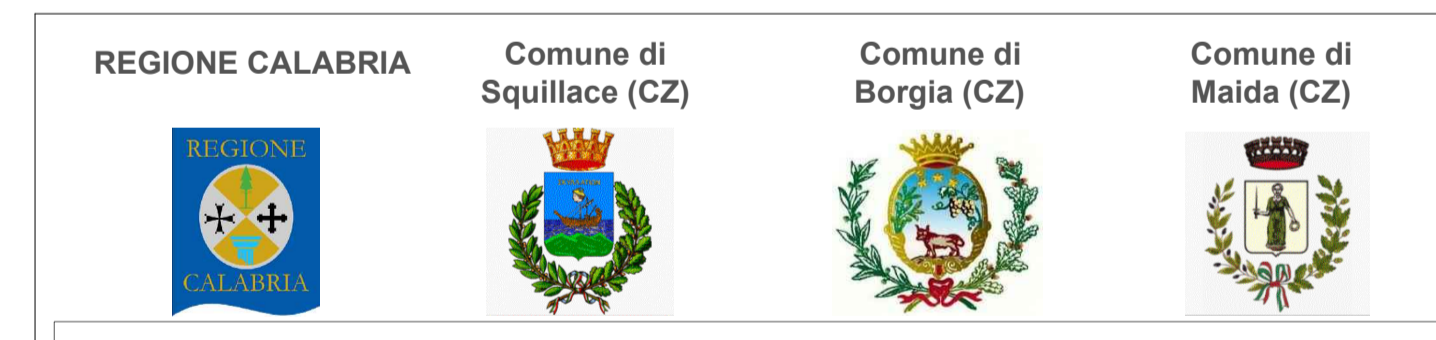 REGIONE CALABRIA
Comune di
Squillace (CZ)
Comune di
Borgia (CZ)
Comune di
Maida (CZ)
REGIONE
CALABRIA